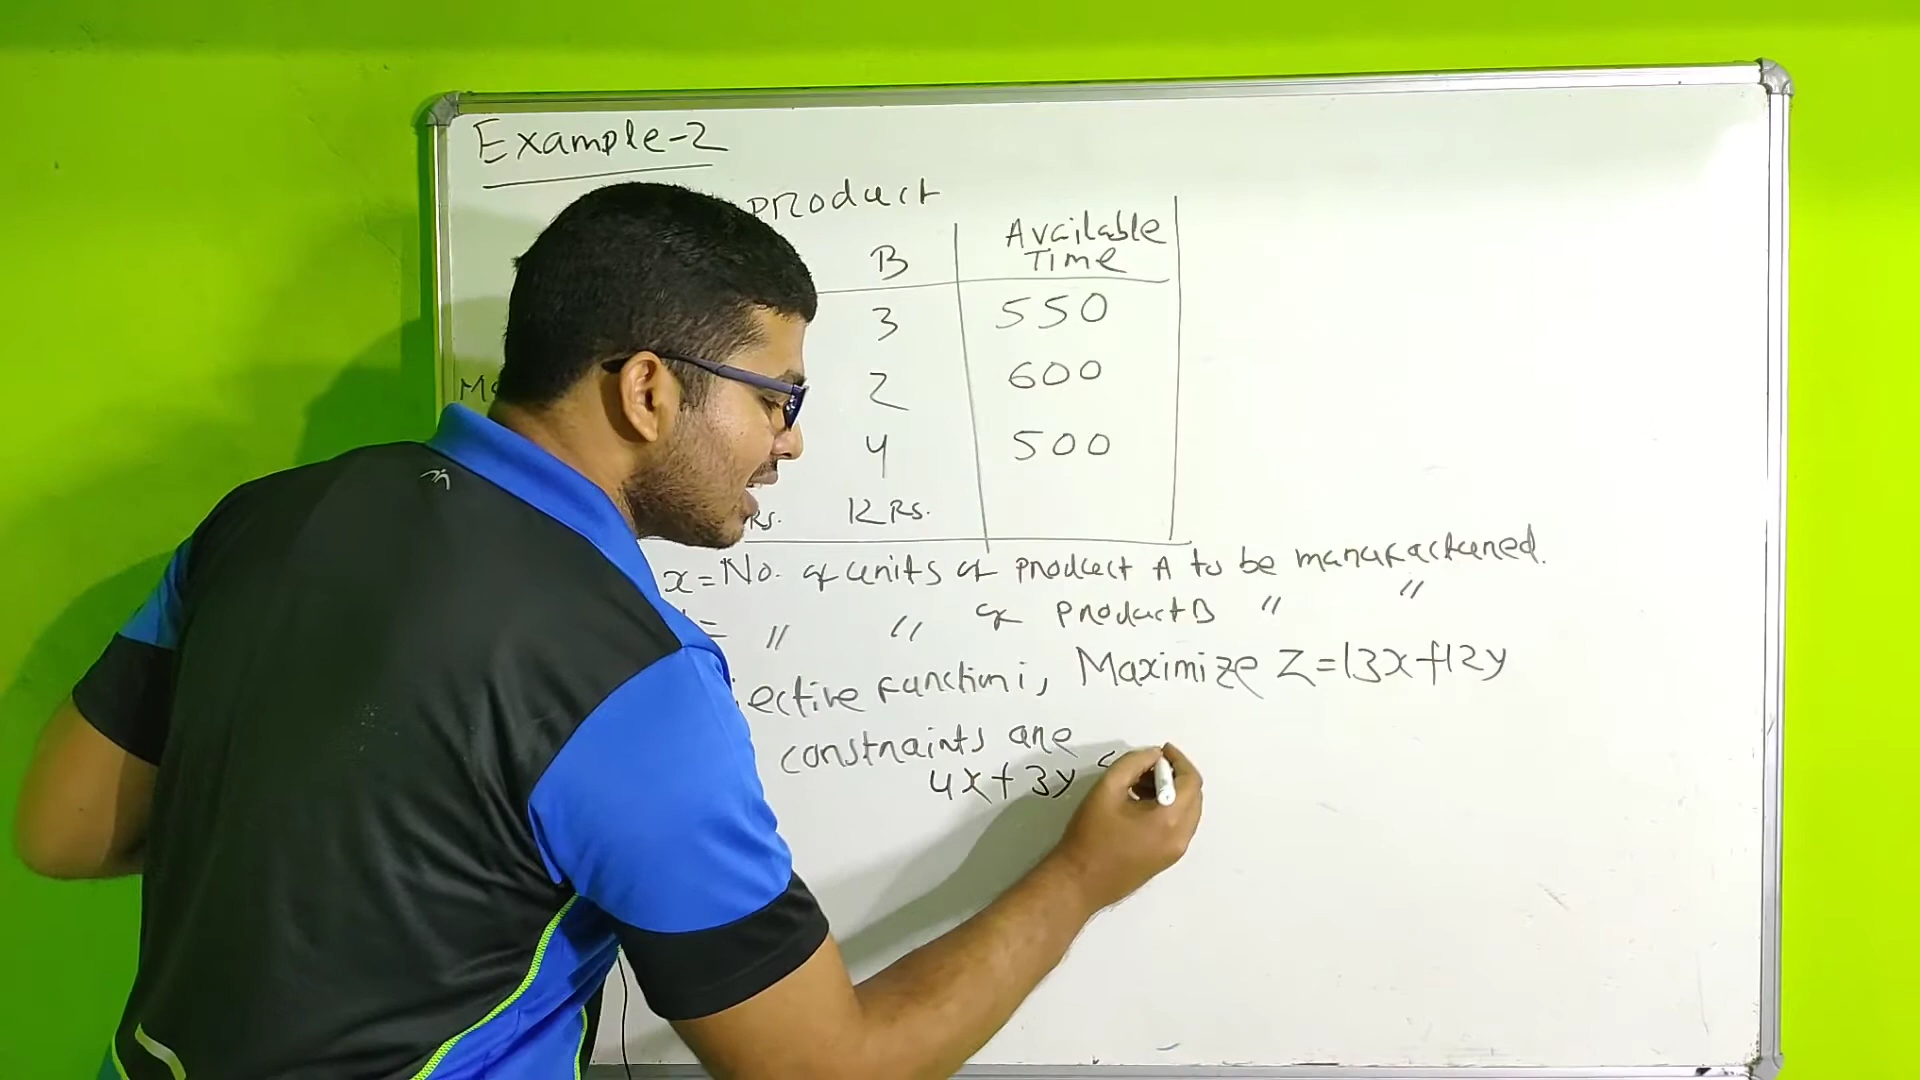 Example-2
product
B Available
Time
3 550
2 600
4 500
Rs. 12 Rs.
x = No. of units of product A to be manufactured.
= " " of product B " "
jective function; Maximize Z=13x+12y
constraints are
4x+3y